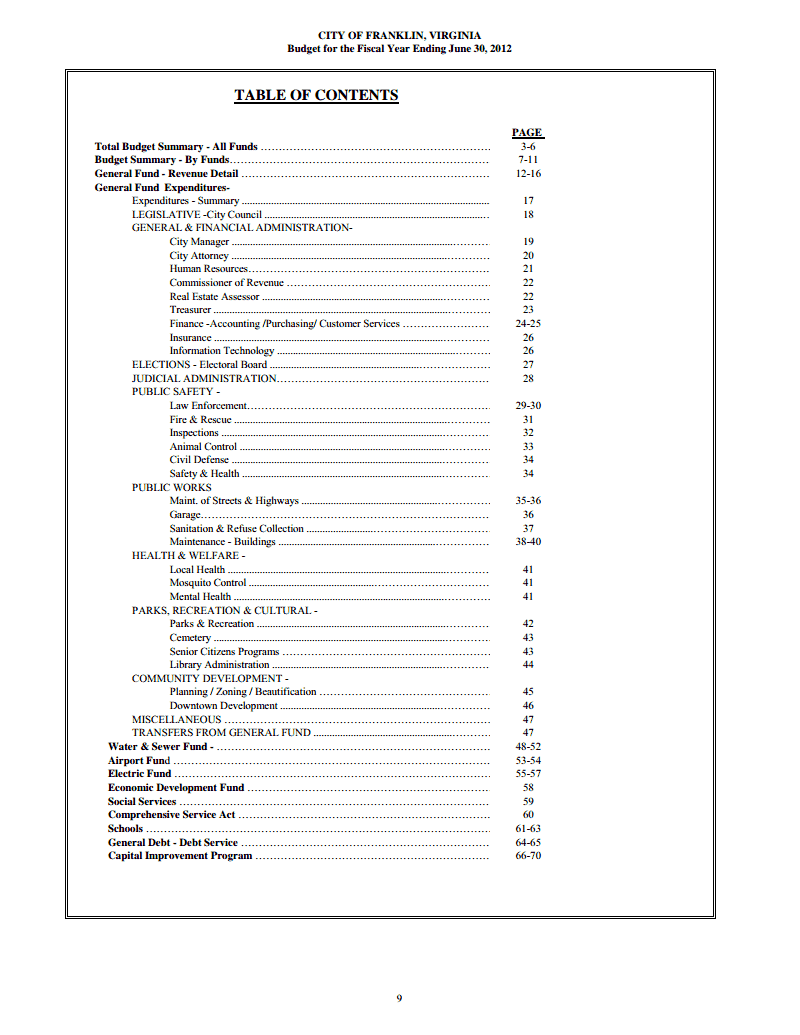 CITY OF FRANKLIN, VIRGINIA
Budget for the Fiscal Year Ending June 30, 2012
TABLE OF CONTENTS
PAGE
Total Budget Summary - All Funds ........ 3-6
Budget Summary - By Funds........ 7-11
General Fund - Revenue Detail ........ 12-16
General Fund Expenditures-
Expenditures - Summary ........ 17
LEGISLATIVE -City Council ........ 18
GENERAL & FINANCIAL ADMINISTRATION-
City Manager ........ 19
City Attorney ........ 20
Human Resources........ 21
Commissioner of Revenue ........ 22
Real Estate Assessor ........ 22
Treasurer ........ 23
Finance -Accounting /Purchasing/ Customer Services ........ 24-25
Insurance ........ 26
Information Technology ........ 26
ELECTIONS - Electoral Board ........ 27
JUDICIAL ADMINISTRATION........ 28
PUBLIC SAFETY -
Law Enforcement........ 29-30
Fire & Rescue ........ 31
Inspections ........ 32
Animal Control ........ 33
Civil Defense ........ 34
Safety & Health ........ 34
PUBLIC WORKS
Maint. of Streets & Highways ........ 35-36
Garage........ 36
Sanitation & Refuse Collection ........ 37
Maintenance - Buildings ........ 38-40
HEALTH & WELFARE -
Local Health ........ 41
Mosquito Control ........ 41
Mental Health ........ 41
PARKS, RECREATION & CULTURAL -
Parks & Recreation ........ 42
Cemetery ........ 43
Senior Citizens Programs ........ 43
Library Administration ........ 44
COMMUNITY DEVELOPMENT -
Planning / Zoning / Beautification ........ 45
Downtown Development ........ 46
MISCELLANEOUS ........ 47
TRANSFERS FROM GENERAL FUND ........ 47
Water & Sewer Fund - ........ 48-52
Airport Fund ........ 53-54
Electric Fund ........ 55-57
Economic Development Fund ........ 58
Social Services ........ 59
Comprehensive Service Act ........ 60
Schools ........ 61-63
General Debt - Debt Service ........ 64-65
Capital Improvement Program ........ 66-70
9